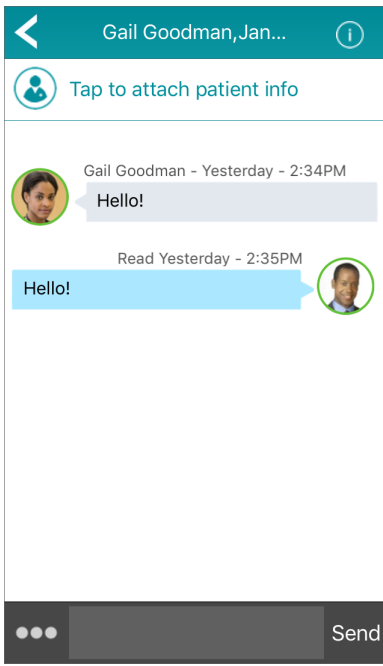 Gail Goodman,Jan...
Tap to attach patient info
Gail Goodman - Yesterday - 2:34PM
Hello!
Read Yesterday - 2:35PM
Hello!
Send